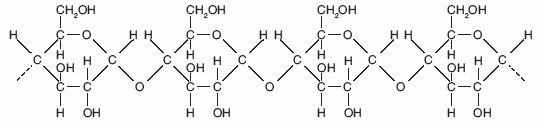 CH₂OH CH₂OH CH₂OH CH₂OH
H C O H H C O H H C O H H C O H
H H H H
C H C C H C C H C C H C
OH OH OH OH
C C O C C O C C O C C
H OH H OH H OH H OH